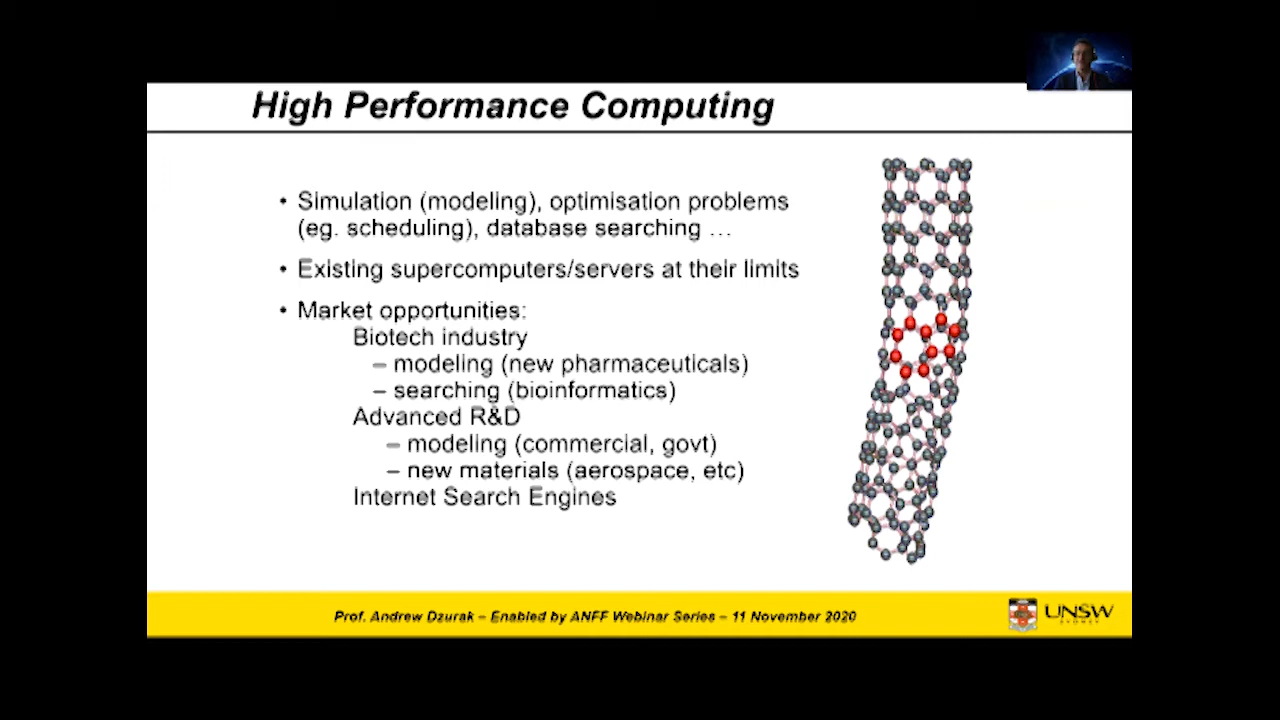 High Performance Computing
• Simulation (modeling), optimisation problems
(eg. scheduling), database searching …
• Existing supercomputers/servers at their limits
• Market opportunities:
Biotech industry
– modeling (new pharmaceuticals)
– searching (bioinformatics)
Advanced R&D
– modeling (commercial, govt)
– new materials (aerospace, etc)
Internet Search Engines
Prof. Andrew Dzurak – Enabled by ANFF Webinar Series – 11 November 2020
UNSW
SYDNEY